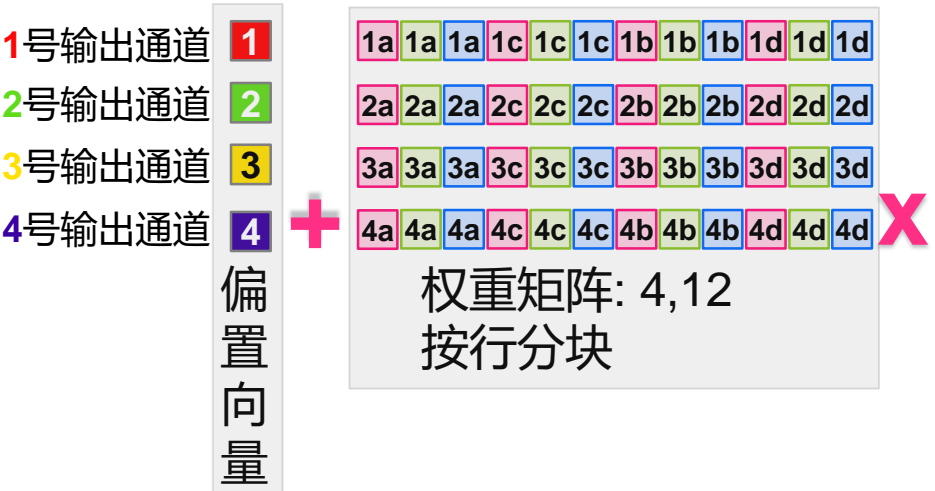 1号输出通道 1 1a 1a 1a 1c 1c 1c 1b 1b 1b 1d 1d 1d
2号输出通道 2 2a 2a 2a 2c 2c 2c 2b 2b 2b 2d 2d 2d
3号输出通道 3 3a 3a 3a 3c 3c 3c 3b 3b 3b 3d 3d 3d
4号输出通道 4 + 4a 4a 4a 4c 4c 4c 4b 4b 4b 4d 4d 4d X
偏置向量
权重矩阵: 4,12
按行分块